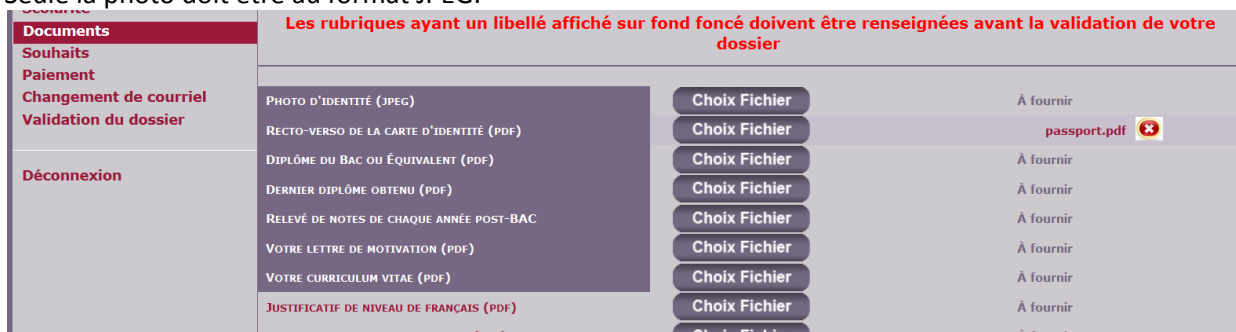 Seule la photo doit être au format JPEG.
Scolarité
Documents
Souhaits
Paiement
Changement de courriel
Validation du dossier
Déconnexion
Les rubriques ayant un libellé affiché sur fond foncé doivent être renseignées avant la validation de votre
dossier
PHOTO D'IDENTITÉ (JPEG) Choix Fichier À fournir
RECTO-VERSO DE LA CARTE D'IDENTITÉ (PDF) Choix Fichier passport.pdf
DIPLÔME DU BAC OU ÉQUIVALENT (PDF) Choix Fichier À fournir
DERNIER DIPLÔME OBTENU (PDF) Choix Fichier À fournir
RELEVÉ DE NOTES DE CHAQUE ANNÉE POST-BAC Choix Fichier À fournir
VOTRE LETTRE DE MOTIVATION (PDF) Choix Fichier À fournir
VOTRE CURRICULUM VITAE (PDF) Choix Fichier À fournir
JUSTIFICATIF DE NIVEAU DE FRANÇAIS (PDF) Choix Fichier À fournir